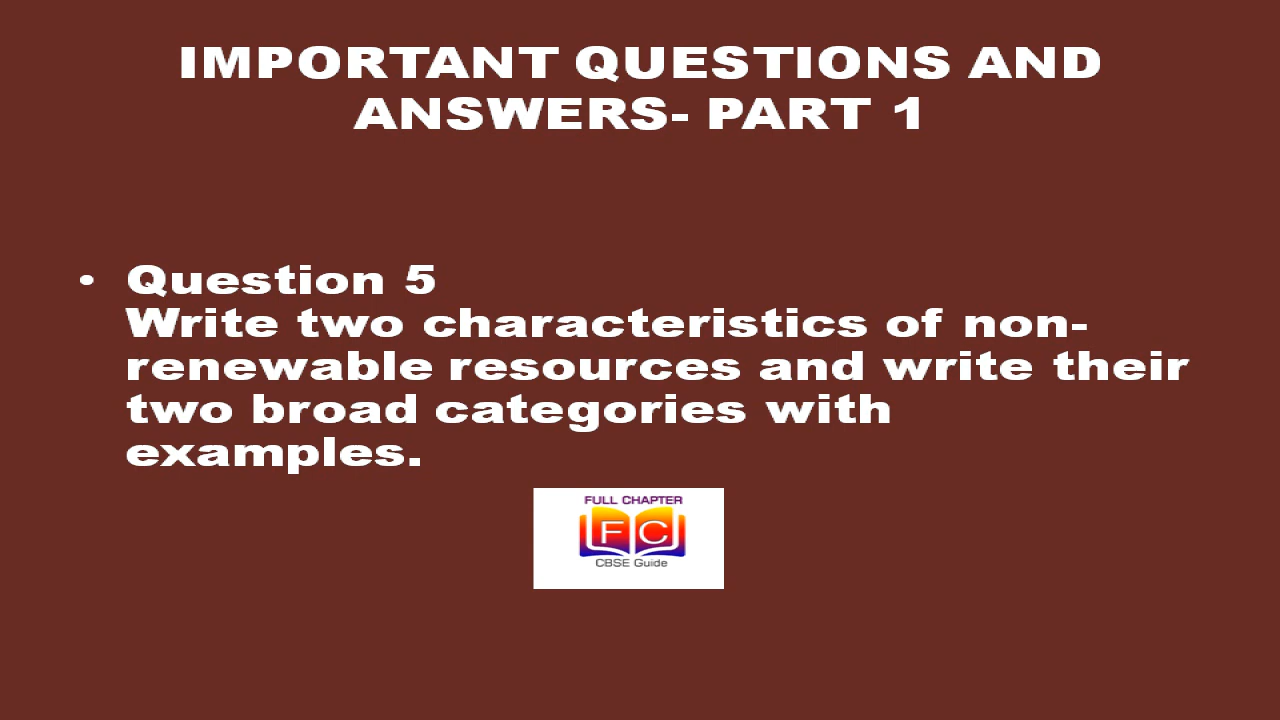 IMPORTANT QUESTIONS AND
ANSWERS- PART 1
• Question 5
Write two characteristics of non-
renewable resources and write their
two broad categories with
examples.
FULL CHAPTER
FC
CBSE Guide